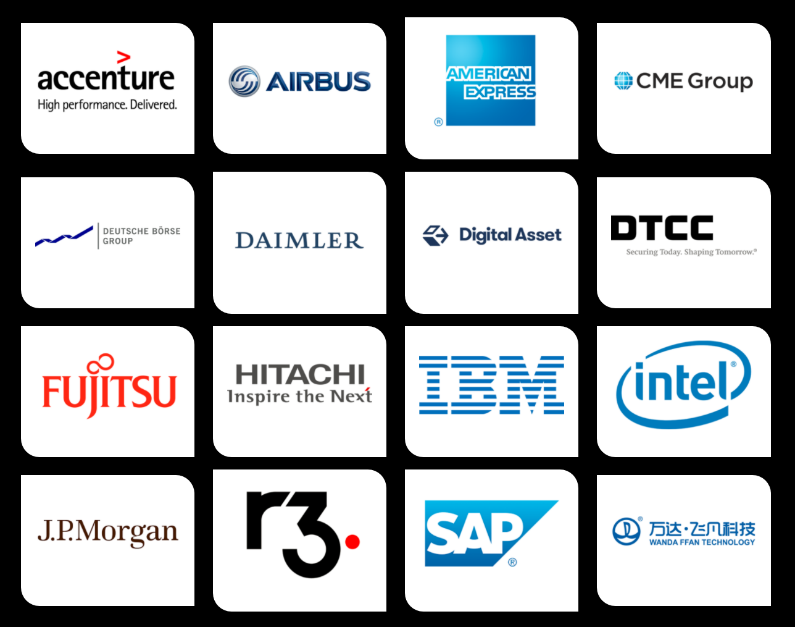 accenture
High performance. Delivered.
AIRBUS
AMERICAN
EXPRESS
®
CME Group
DEUTSCHE BÖRSE
GROUP
DAIMLER
Digital Asset
DTCC
Securing Today. Shaping Tomorrow.®
FUJITSU
HITACHI
Inspire the Next
IBM
intel®
J.P.Morgan
r3.
SAP
®
®
万达·飞凡科技
WANDA FFAN TECHNOLOGY